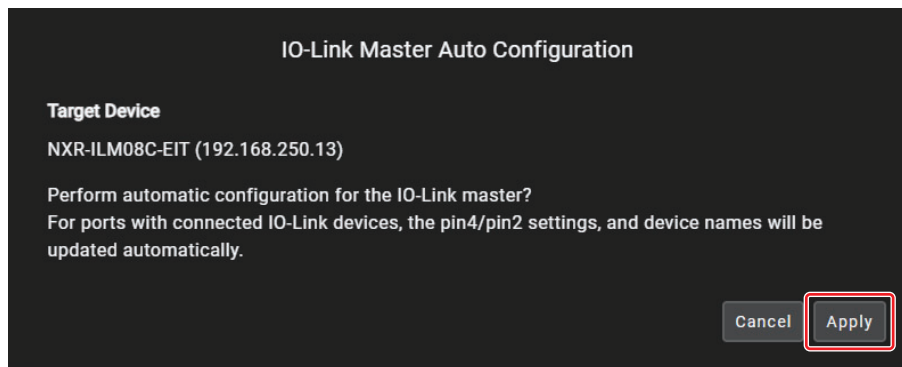 IO-Link Master Auto Configuration
Target Device
NXR-ILM08C-EIT (192.168.250.13)
Perform automatic configuration for the IO-Link master?
For ports with connected IO-Link devices, the pin4/pin2 settings, and device names will be
updated automatically.
Cancel Apply